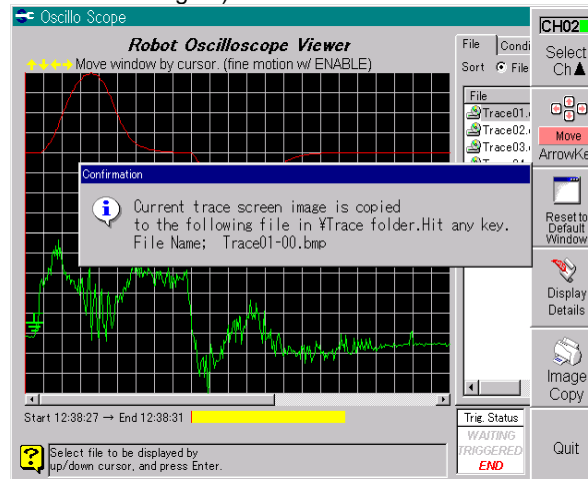 Oscillo Scope
Robot Oscilloscope Viewer
Move window by cursor. (fine motion w/ ENABLE)
File
Condi
Sort
File
File
Trace01.
Trace02.
Trace03.
Confirmation
Current trace screen image is copied
to the following file in ¥Trace folder.Hit any key.
File Name; Trace01-00.bmp
Start 12:38:27 → End 12:38:31
Trig. Status
WAITING
TRIGGERED
END
Select file to be displayed by
up/down cursor, and press Enter.
CH02
Select
Ch▲
Move
ArrowKe
Reset to
Default
Window
Display
Details
Image
Copy
Quit